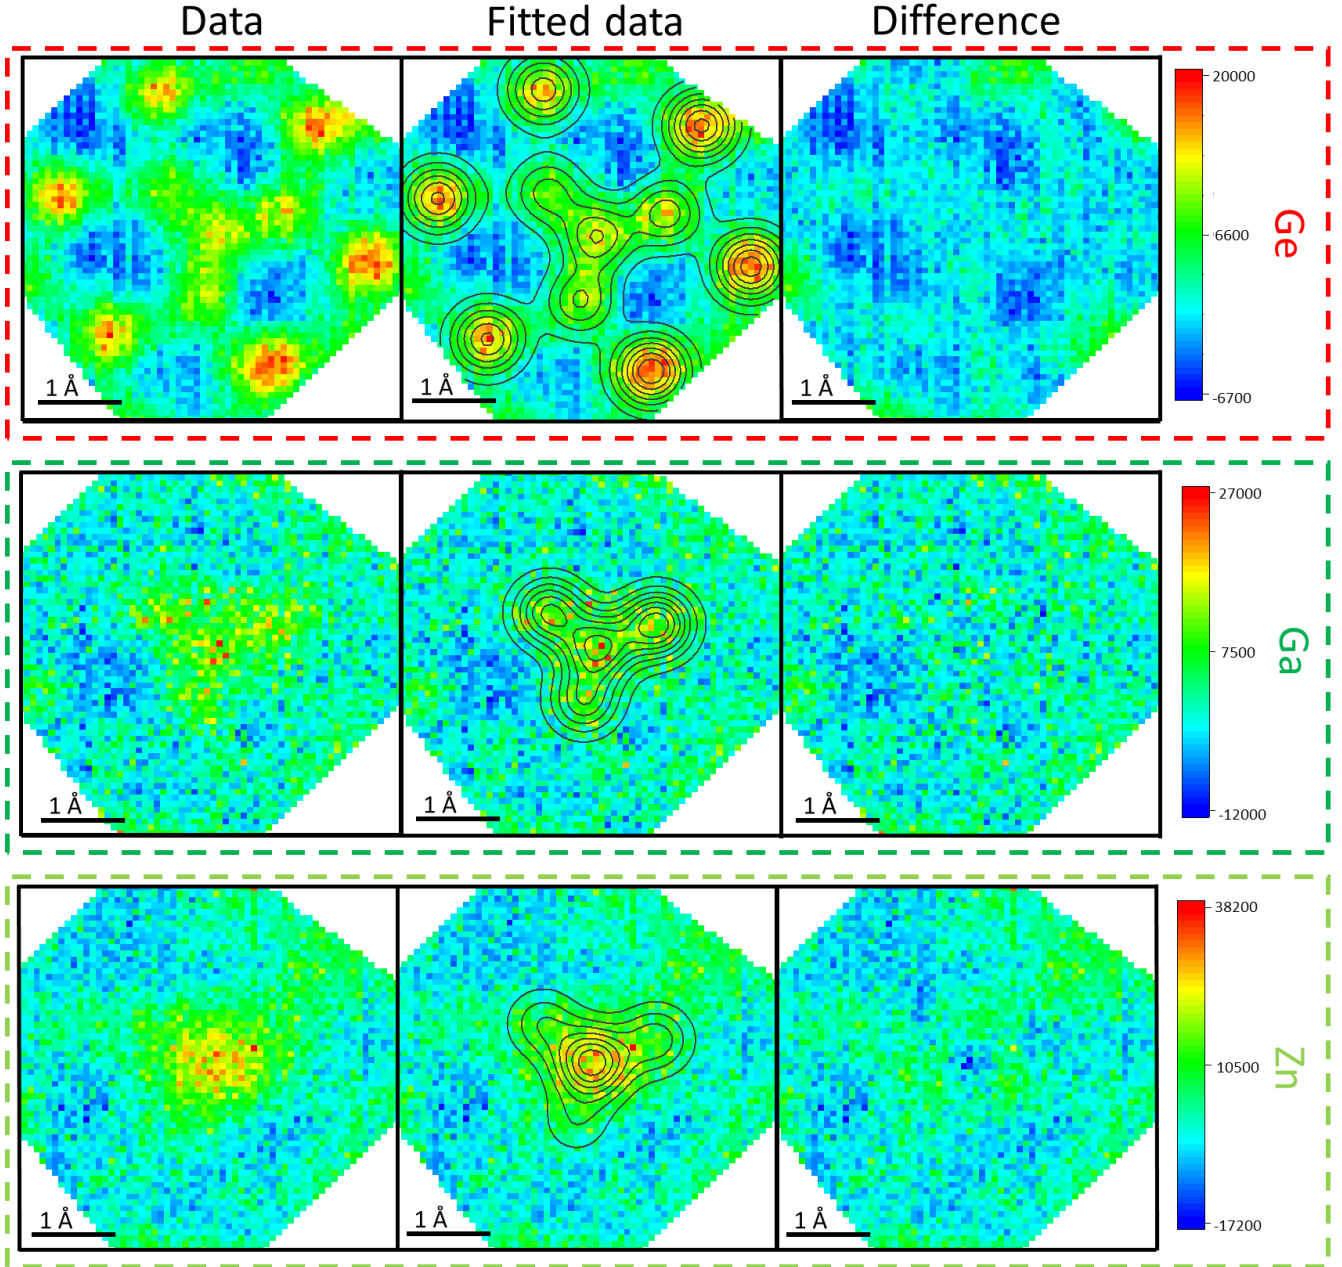 Data Fitted data Difference
1 Å 1 Å 1 Å
20000
6600
-6700
Ge
1 Å 1 Å 1 Å
27000
7500
-12000
Ga
1 Å 1 Å 1 Å
38200
10500
-17200
Zn